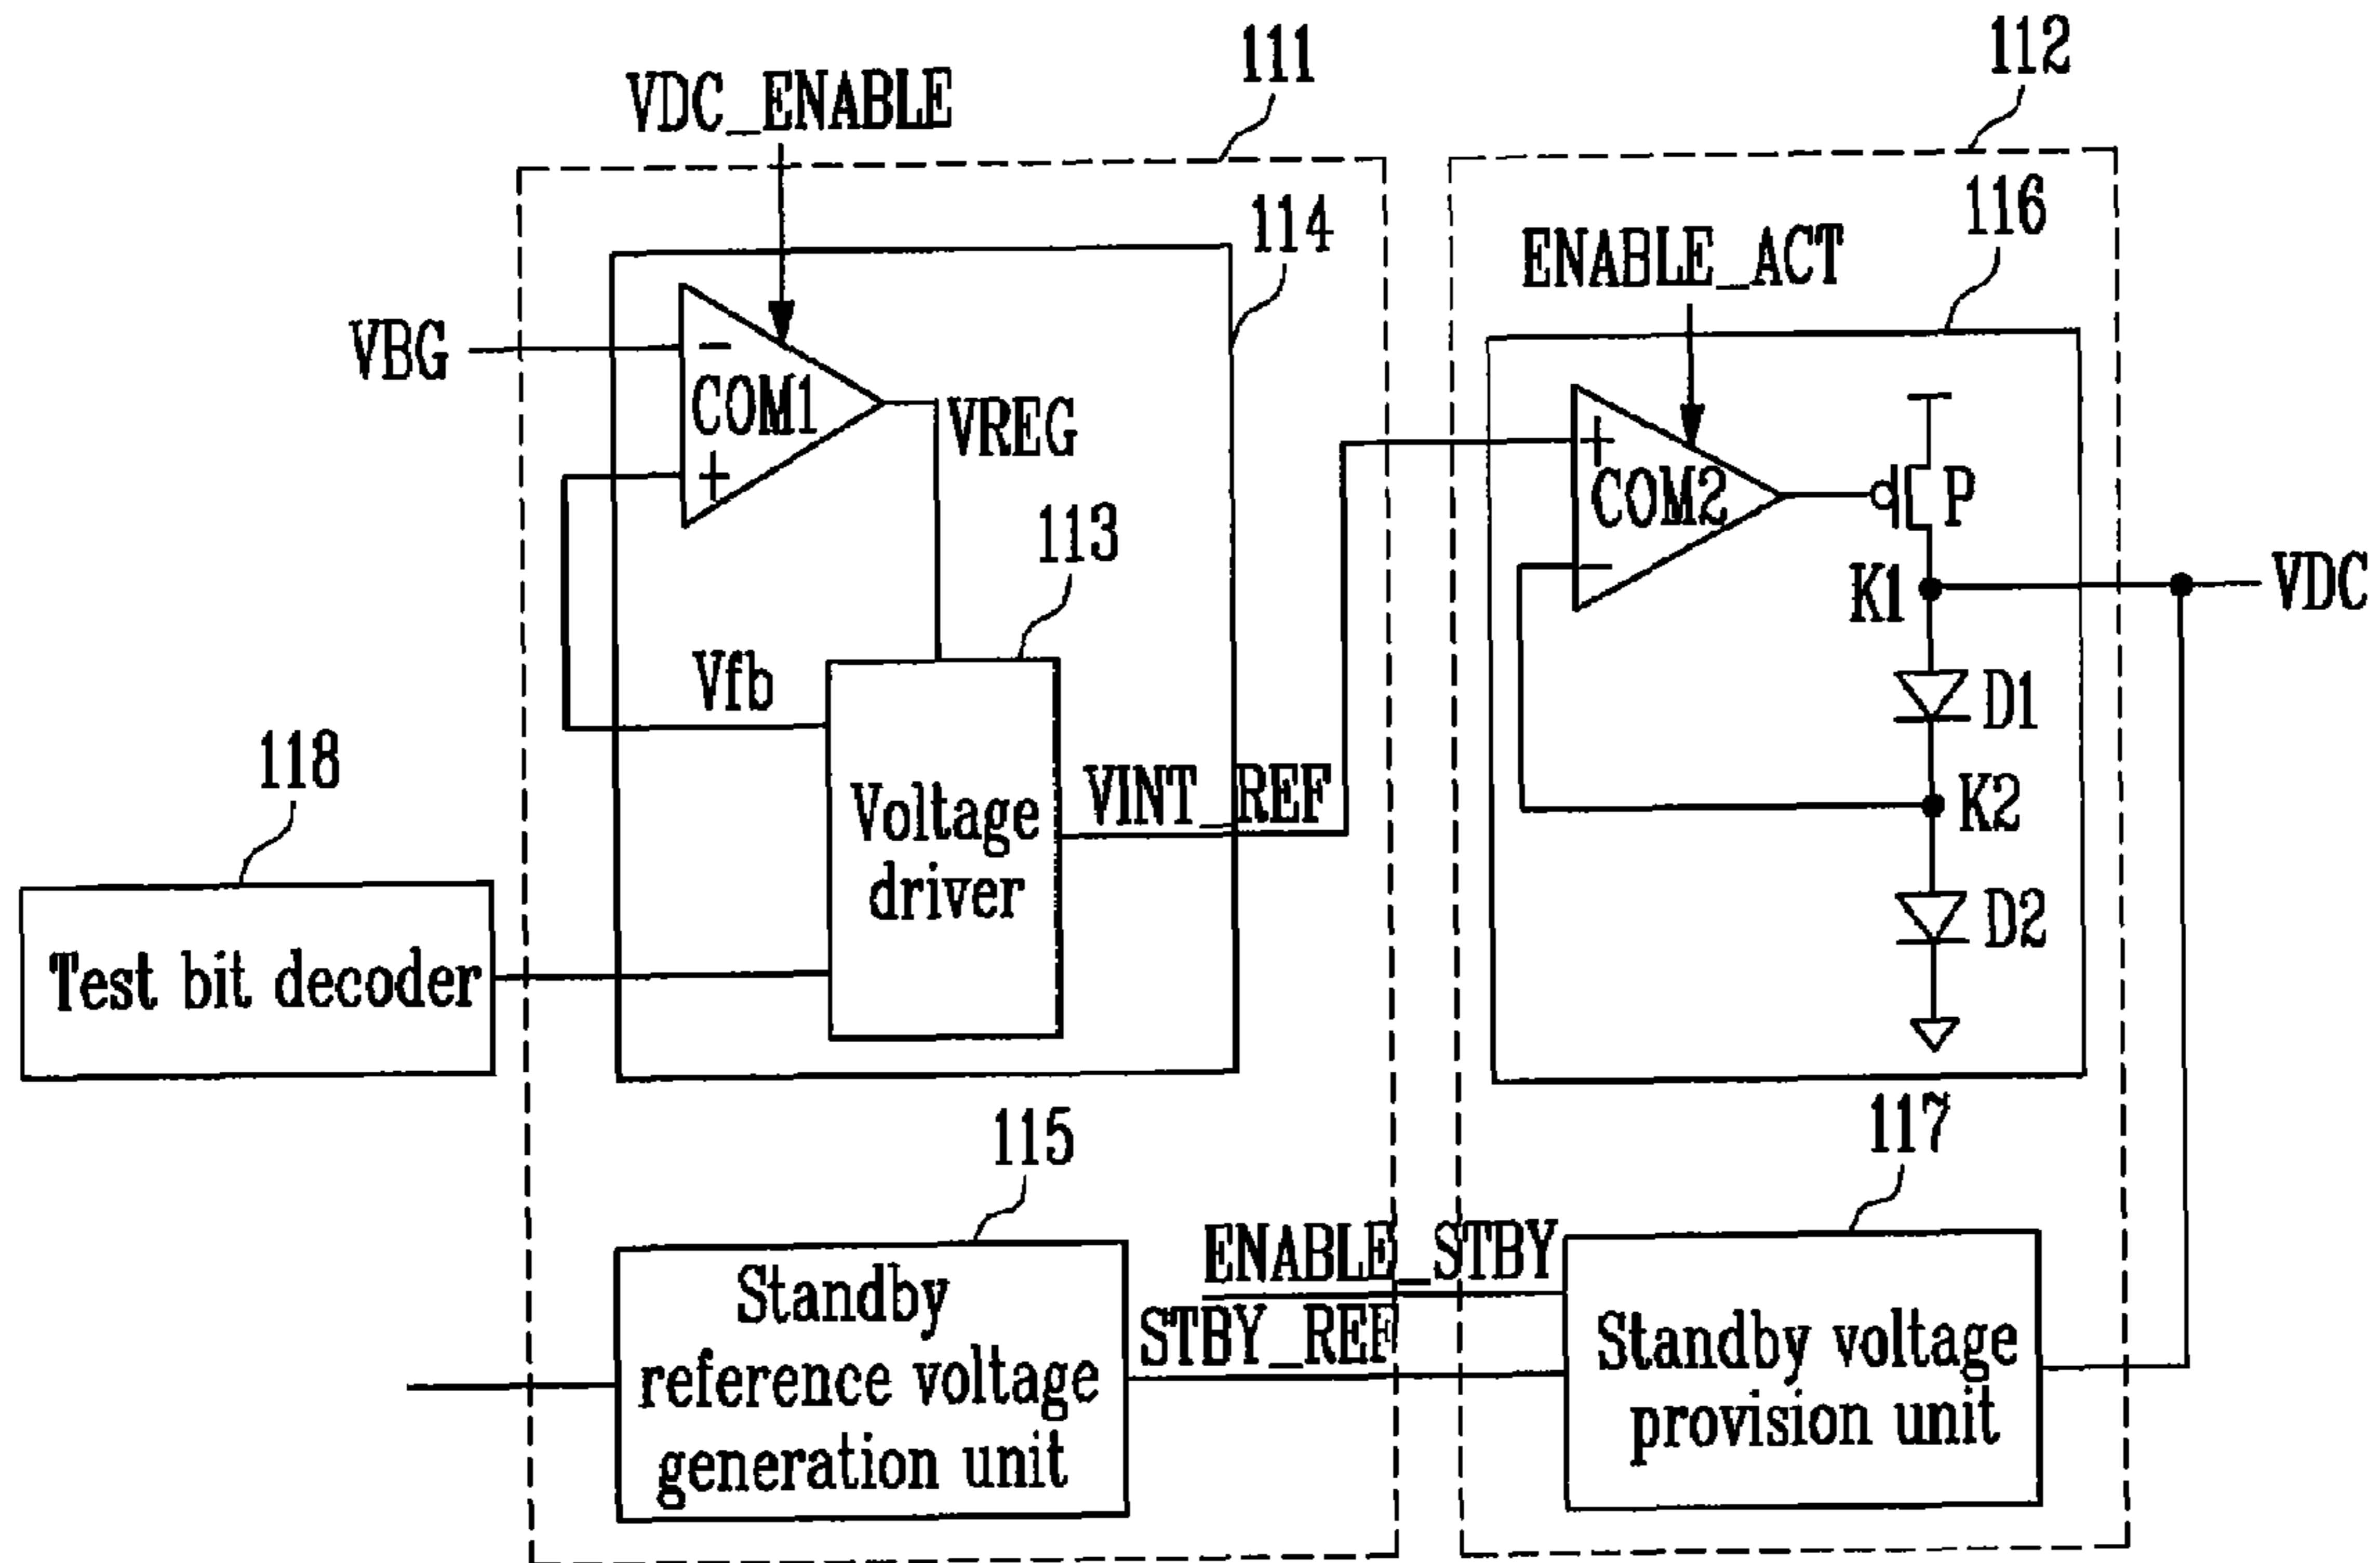 111
112
VDC_ENABLE
114
116
ENABLE_ACT
VBG
-
COM1
+
VREG
+
COM2
-
P
113
K1
VDC
Vfb
D1
118
VINT_REF
K2
Voltage
driver
D2
Test bit decoder
115
117
ENABLE_STBY
Standby
reference voltage
generation unit
STBY_REF
Standby voltage
provision unit